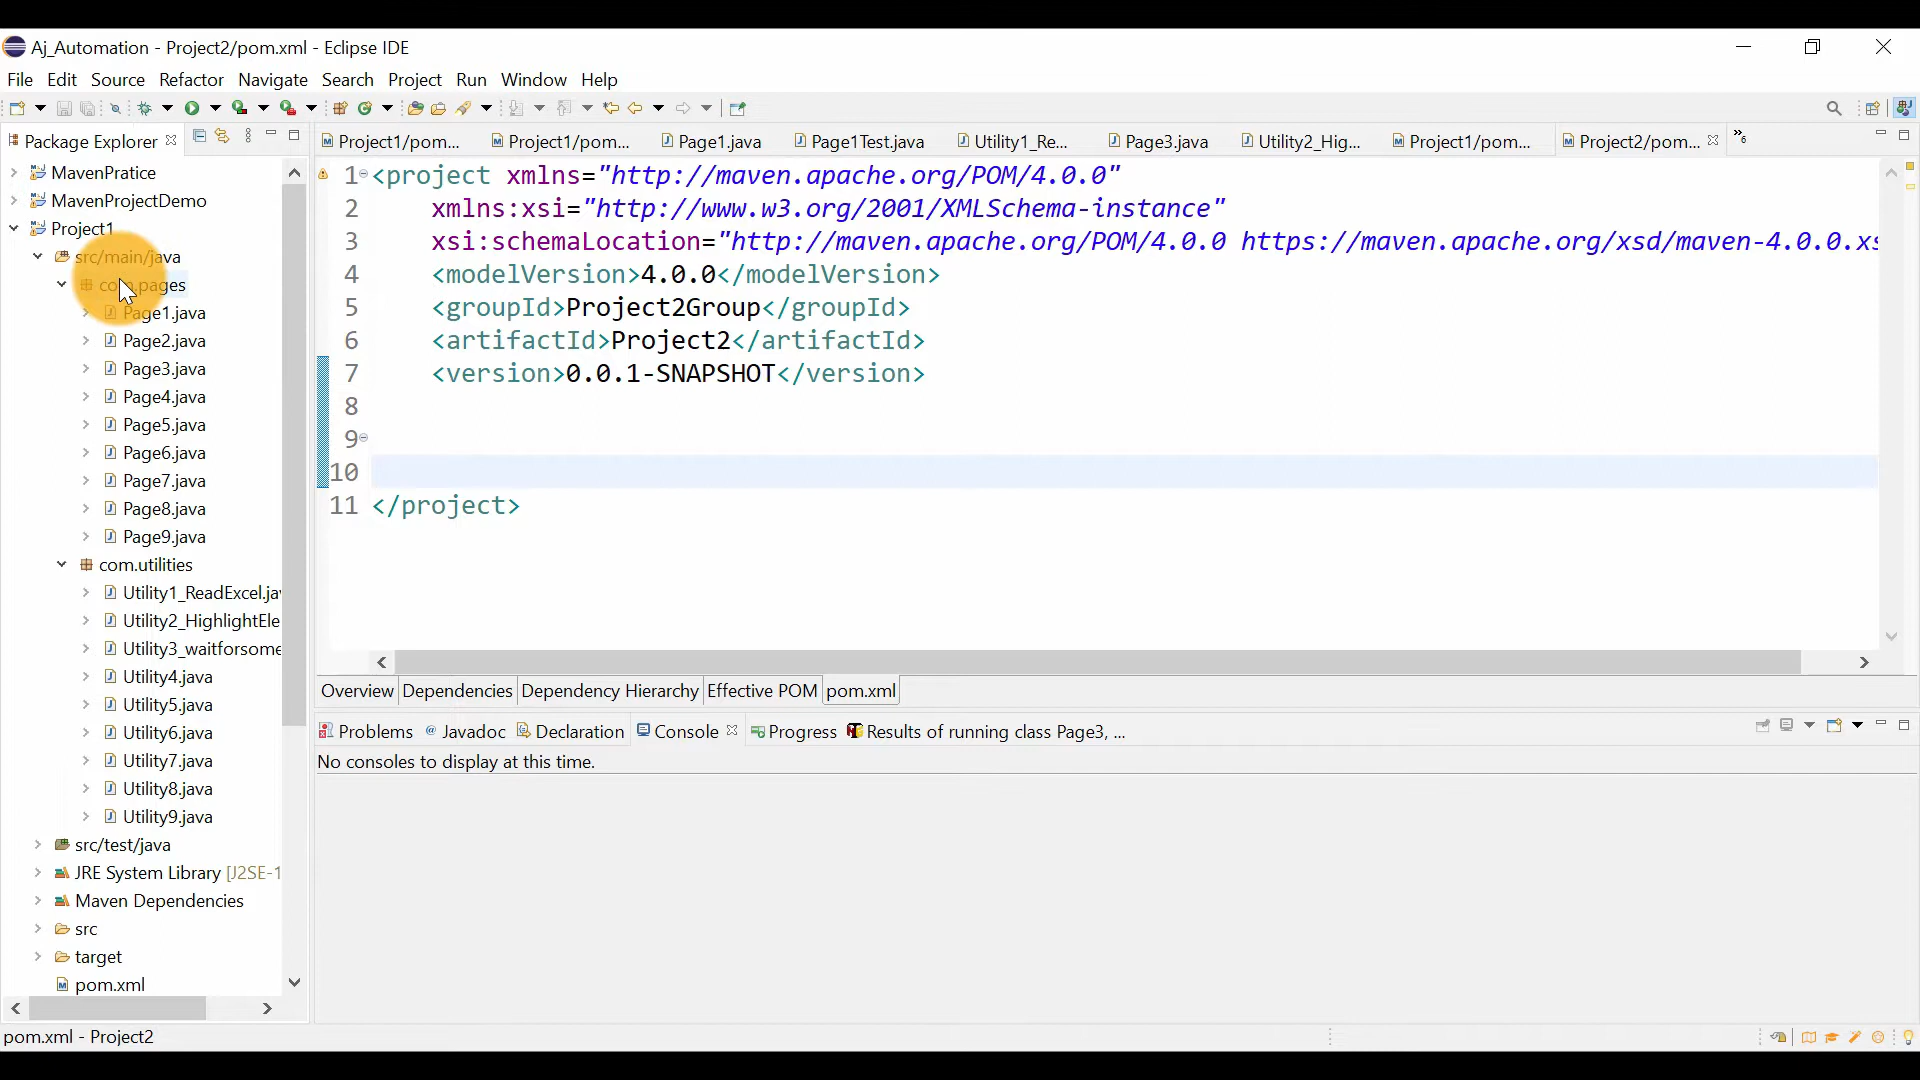 Aj_Automation - Project2/pom.xml - Eclipse IDE
File Edit Source Refactor Navigate Search Project Run Window Help
Package Explorer
Project1/pom... Project1/pom... Page1.java Page1Test.java Utility1_Re... Page3.java Utility2_Hig... Project1/pom... Project2/pom... »6
MavenPratice
MavenProjectDemo
Project1
src/main/java
com.pages
Page1.java
Page2.java
Page3.java
Page4.java
Page5.java
Page6.java
Page7.java
Page8.java
Page9.java
com.utilities
Utility1_ReadExcel.jav
Utility2_HighlightEle
Utility3_waitforsome
Utility4.java
Utility5.java
Utility6.java
Utility7.java
Utility8.java
Utility9.java
src/test/java
JRE System Library [J2SE-1
Maven Dependencies
src
target
pom.xml
1 <project xmlns="http://maven.apache.org/POM/4.0.0"
2 xmlns:xsi="http://www.w3.org/2001/XMLSchema-instance"
3 xsi:schemaLocation="http://maven.apache.org/POM/4.0.0 https://maven.apache.org/xsd/maven-4.0.0.xs
4 <modelVersion>4.0.0</modelVersion>
5 <groupId>Project2Group</groupId>
6 <artifactId>Project2</artifactId>
7 <version>0.0.1-SNAPSHOT</version>
8
9
10
11 </project>
Overview Dependencies Dependency Hierarchy Effective POM pom.xml
Problems @ Javadoc Declaration Console Progress Results of running class Page3, ...
No consoles to display at this time.
pom.xml - Project2